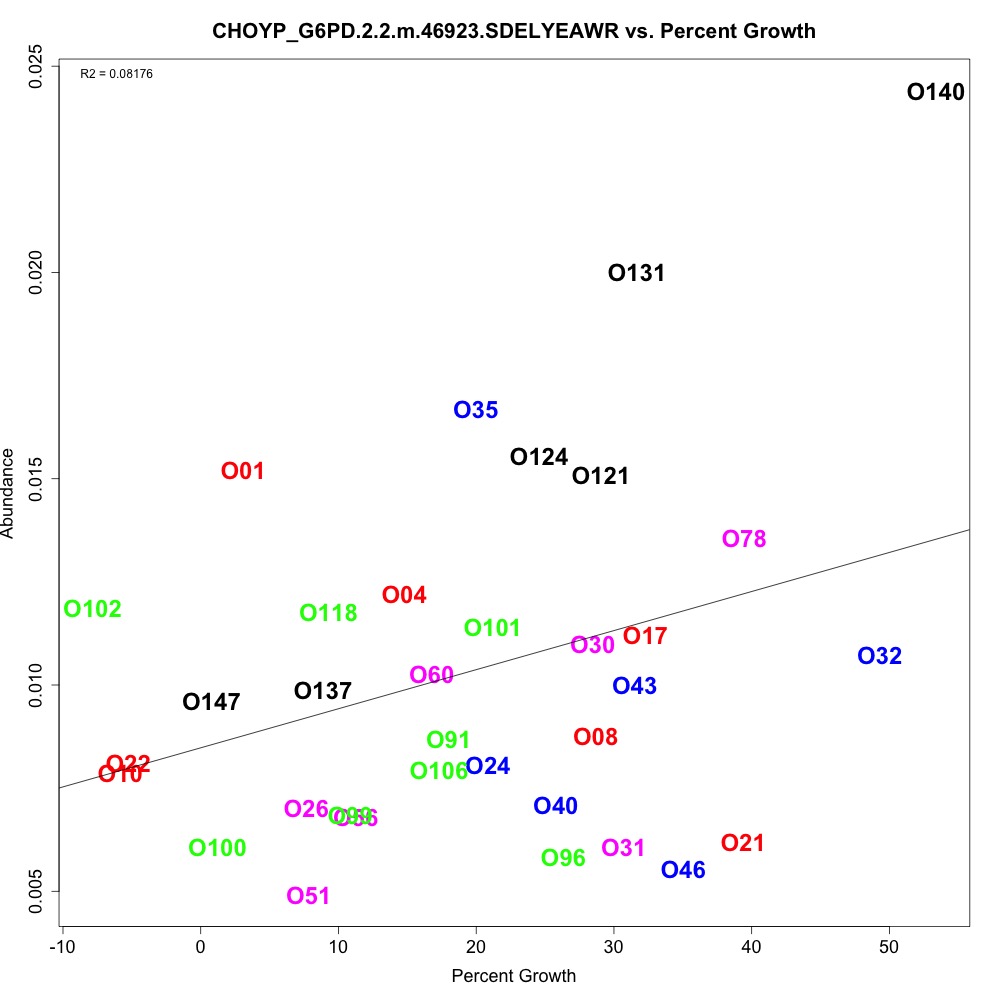 CHOYP_G6PD.2.2.m.46923.SDELYEAWR vs. Percent Growth
R2 = 0.08176
0.025
O140
0.020
O131
O35
O124
O01
O121
0.015
O78
O04
O102
O118
O101
O17
O30
O32
O60
O43
0.010
O137
O147
O08
O91
O22
O24
O106
O10
O40
O26
O100
O31
O21
O96
O46
O51
0.005
Abundance
-10 0 10 20 30 40 50
Percent Growth